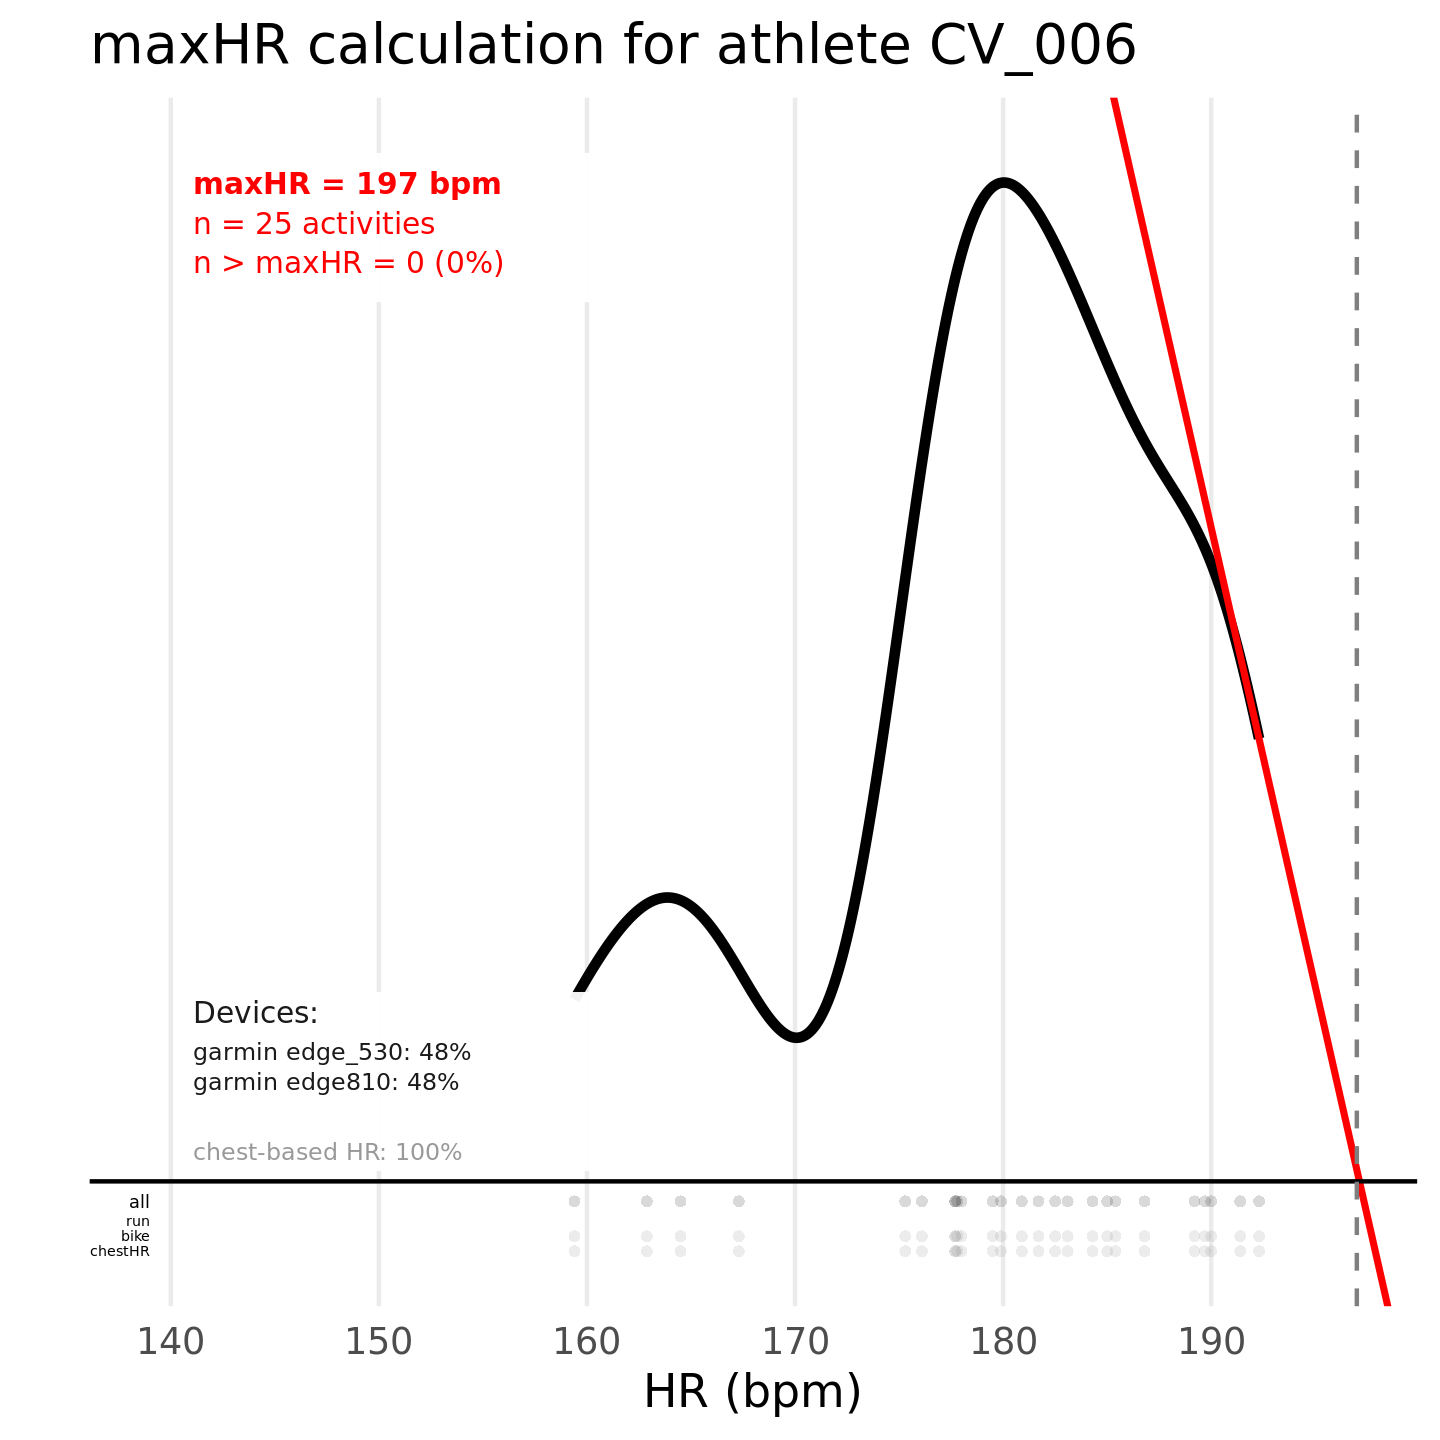 maxHR calculation for athlete CV_006
maxHR = 197 bpm
n = 25 activities
n > maxHR = 0 (0%)
Devices:
garmin edge_530: 48%
garmin edge810: 48%
chest-based HR: 100%
all
run
bike
chestHR
140 150 160 170 180 190
HR (bpm)